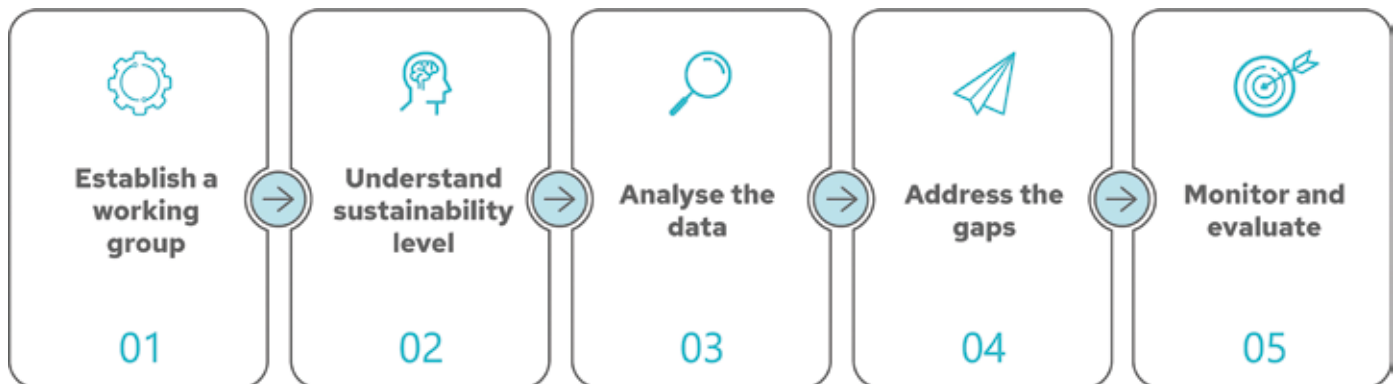 Establish a
working
group
01
Understand
sustainability
level
02
Analyse the
data
03
Address the
gaps
04
Monitor and
evaluate
05